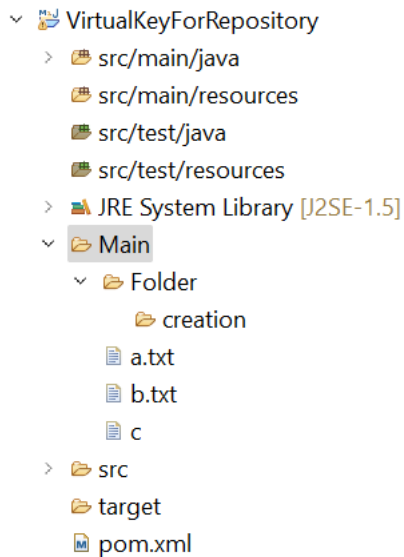 VirtualKeyForRepository
src/main/java
src/main/resources
src/test/java
src/test/resources
JRE System Library [J2SE-1.5]
Main
Folder
creation
a.txt
b.txt
c
src
target
pom.xml